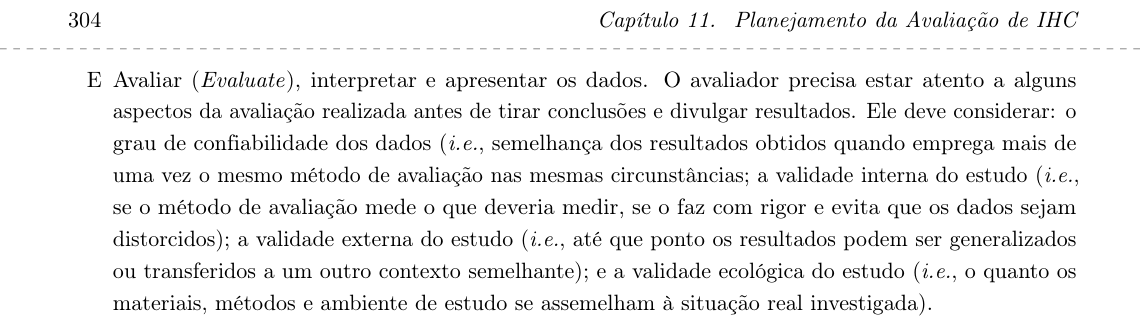 304 Capítulo 11. Planejamento da Avaliação de IHC
E Avaliar (Evaluate), interpretar e apresentar os dados. O avaliador precisa estar atento a alguns
aspectos da avaliação realizada antes de tirar conclusões e divulgar resultados. Ele deve considerar: o
grau de confiabilidade dos dados (i.e., semelhança dos resultados obtidos quando emprega mais de
uma vez o mesmo método de avaliação nas mesmas circunstâncias; a validade interna do estudo (i.e.,
se o método de avaliação mede o que deveria medir, se o faz com rigor e evita que os dados sejam
distorcidos); a validade externa do estudo (i.e., até que ponto os resultados podem ser generalizados
ou transferidos a um outro contexto semelhante); e a validade ecológica do estudo (i.e., o quanto os
materiais, métodos e ambiente de estudo se assemelham à situação real investigada).